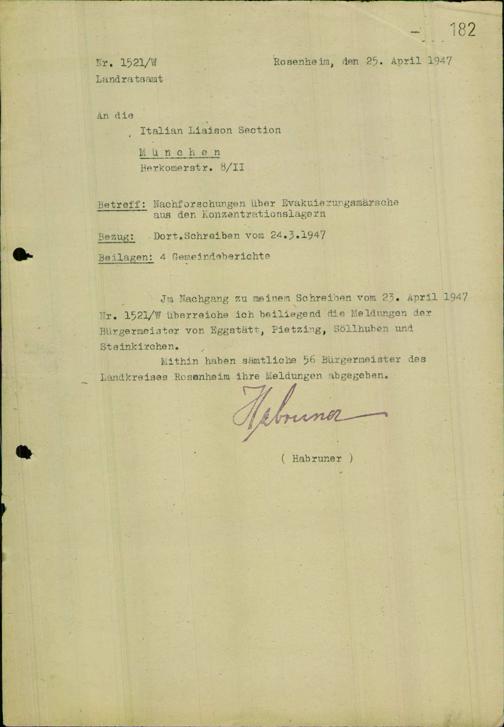 182
Nr. 1521/W Rosenheim, den 25. April 1947
Landratsamt
An die
Italian Liaison Section
München
Herkomerstr. 8/II
Betreff: Nachforschungen über Evakuierungsmärsche
aus den Konzentrationslagern
Bezug: Dort.Schreiben vom 24.3.1947
Beilagen: 4 Gemeindeberichte
Jm Nachgang zu meinem Schreiben vom 23. April 1947
Nr. 1521/W überreiche ich beiliegend die Meldungen der
Bürgermeister von Eggstätt, Pietzing, Söllhuben und
Steinkirchen.
Mithin haben sämtliche 56 Bürgermeister des
Landkreises Rosenheim ihre Meldungen abgegeben.
Habruner
( Habruner )